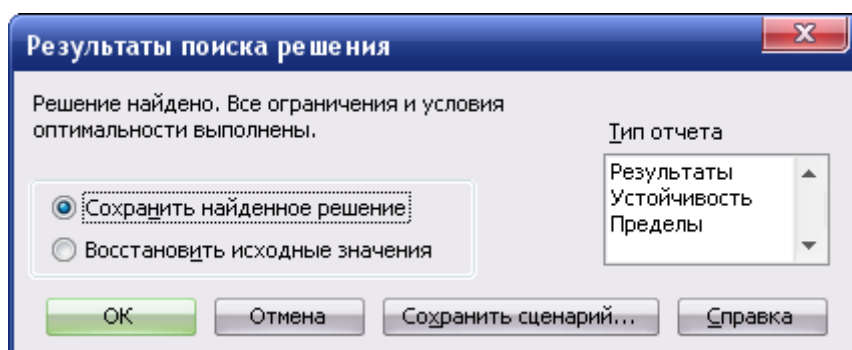 Результаты поиска решения
Решение найдено. Все ограничения и условия
оптимальности выполнены.
Тип отчета
Результаты
Устойчивость
Пределы
Сохранить найденное решение
Восстановить исходные значения
ОК
Отмена
Сохранить сценарий...
Справка